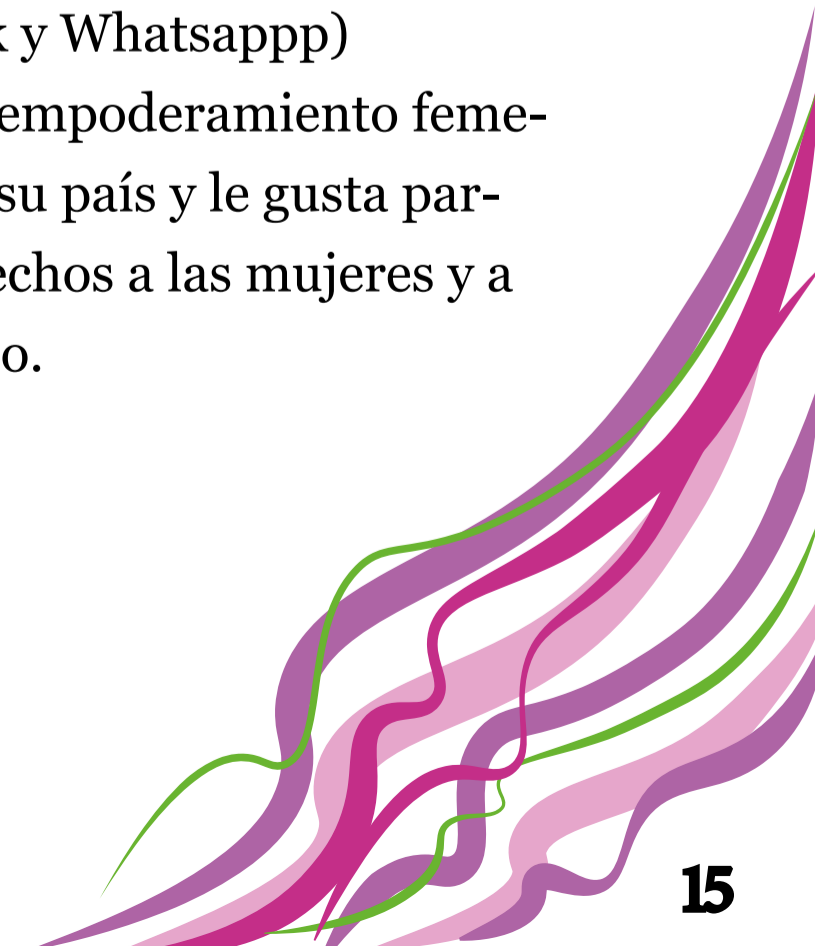 y Whatsappp)
empoderamiento feme-
su país y le gusta par-
echos a las mujeres y a
o.
15